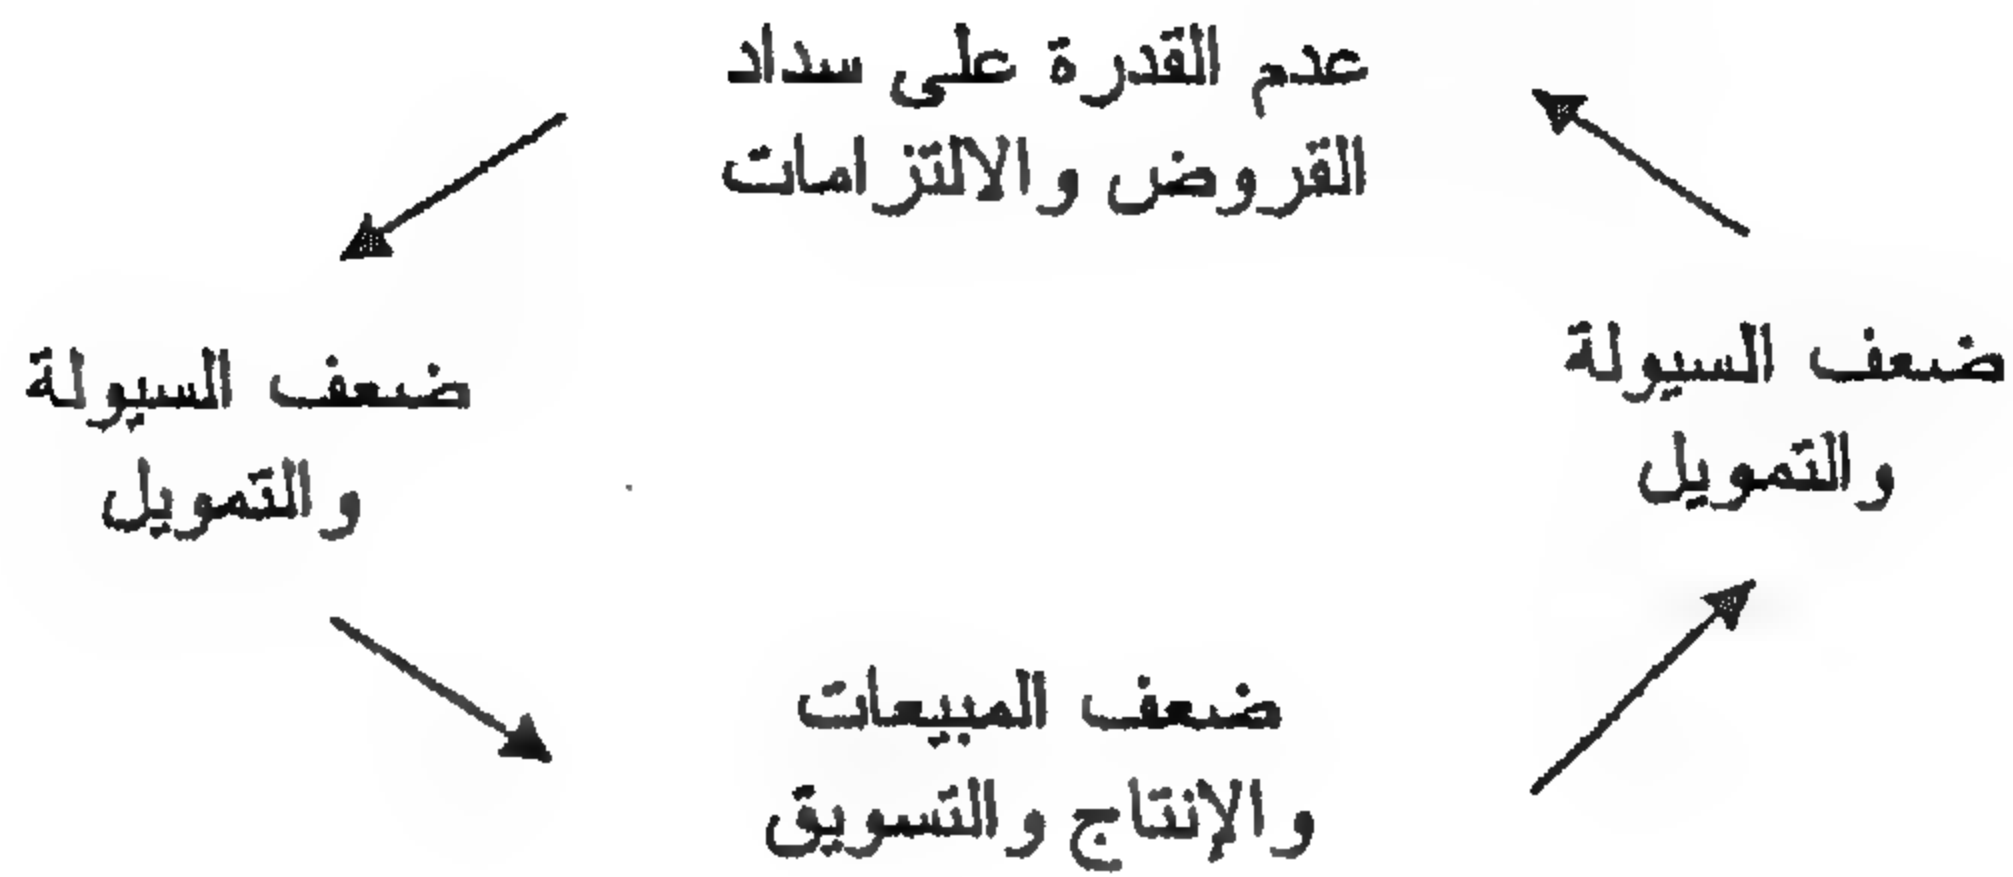 عدم القدرة على سداد
القروض والالتزامات
ضعف السيولة
والتمويل
ضعف السيولة
والتمويل
ضعف المبيعات
والإنتاج والتسويق